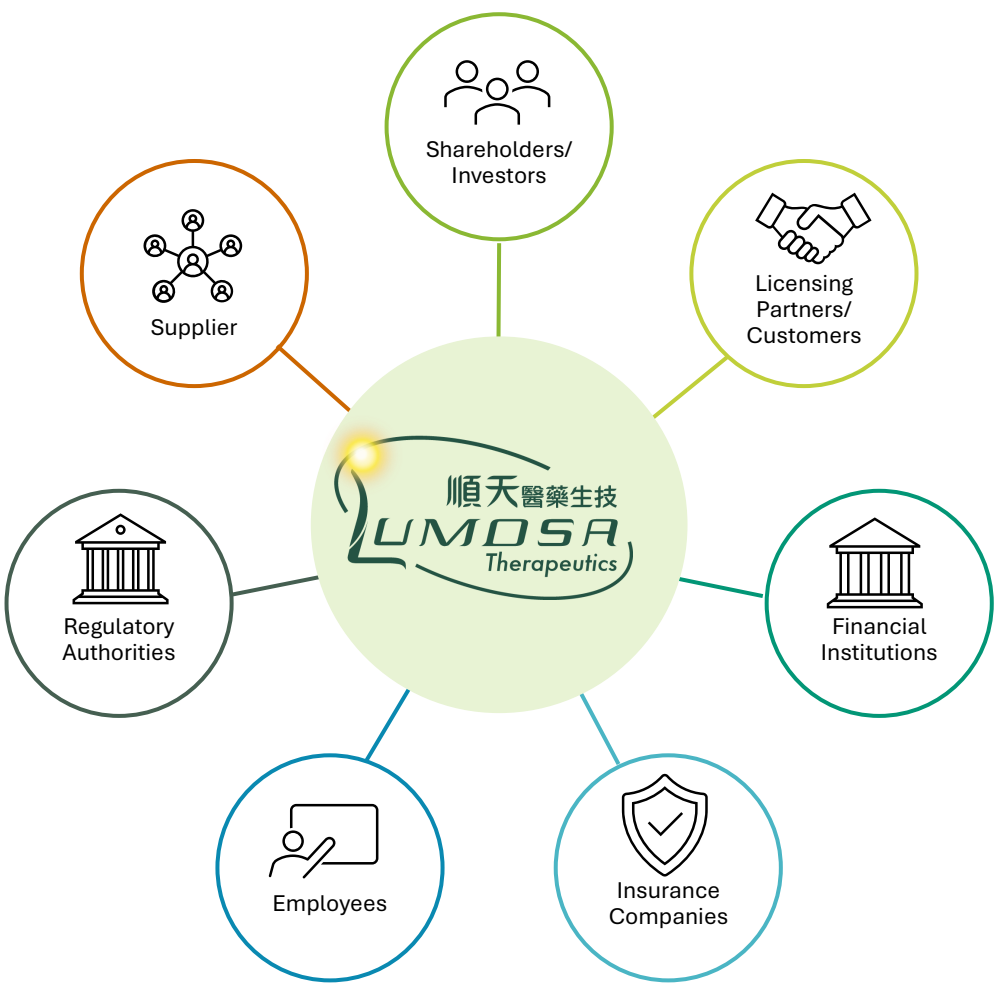 Shareholders/
Investors
Licensing
Partners/
Customers
Supplier
順天醫藥生技
LUMOSA
Therapeutics
Regulatory
Authorities
Financial
Institutions
Employees
Insurance
Companies